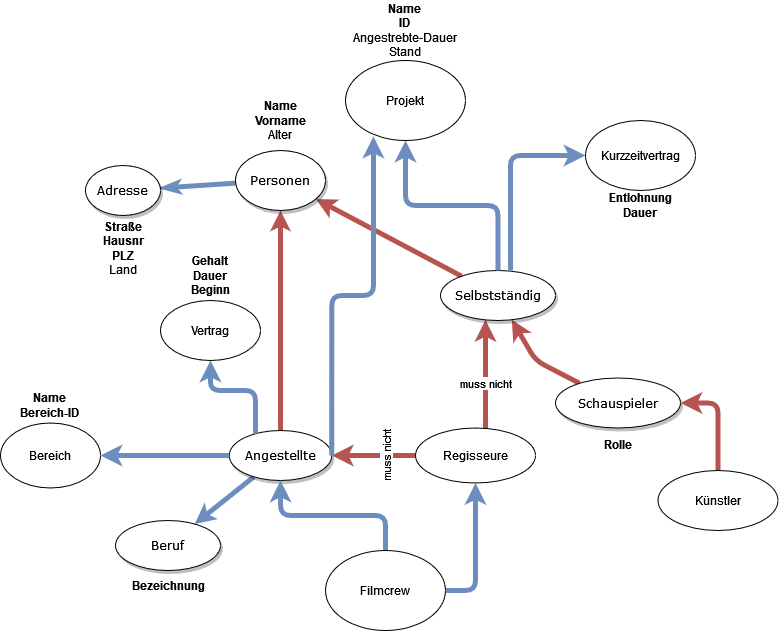 Name
ID
Angestrebte-Dauer
Stand
Projekt
Name
Vorname
Alter
Personen
Adresse
Straße
Hausnr
PLZ
Land
Kurzzeitvertrag
Entlohnung
Dauer
Gehalt
Dauer
Beginn
Vertrag
Selbstständig
muss nicht
Schauspieler
Rolle
Name
Bereich-ID
Bereich
Angestellte
muss nicht
Regisseure
Künstler
Beruf
Bezeichnung
Filmcrew